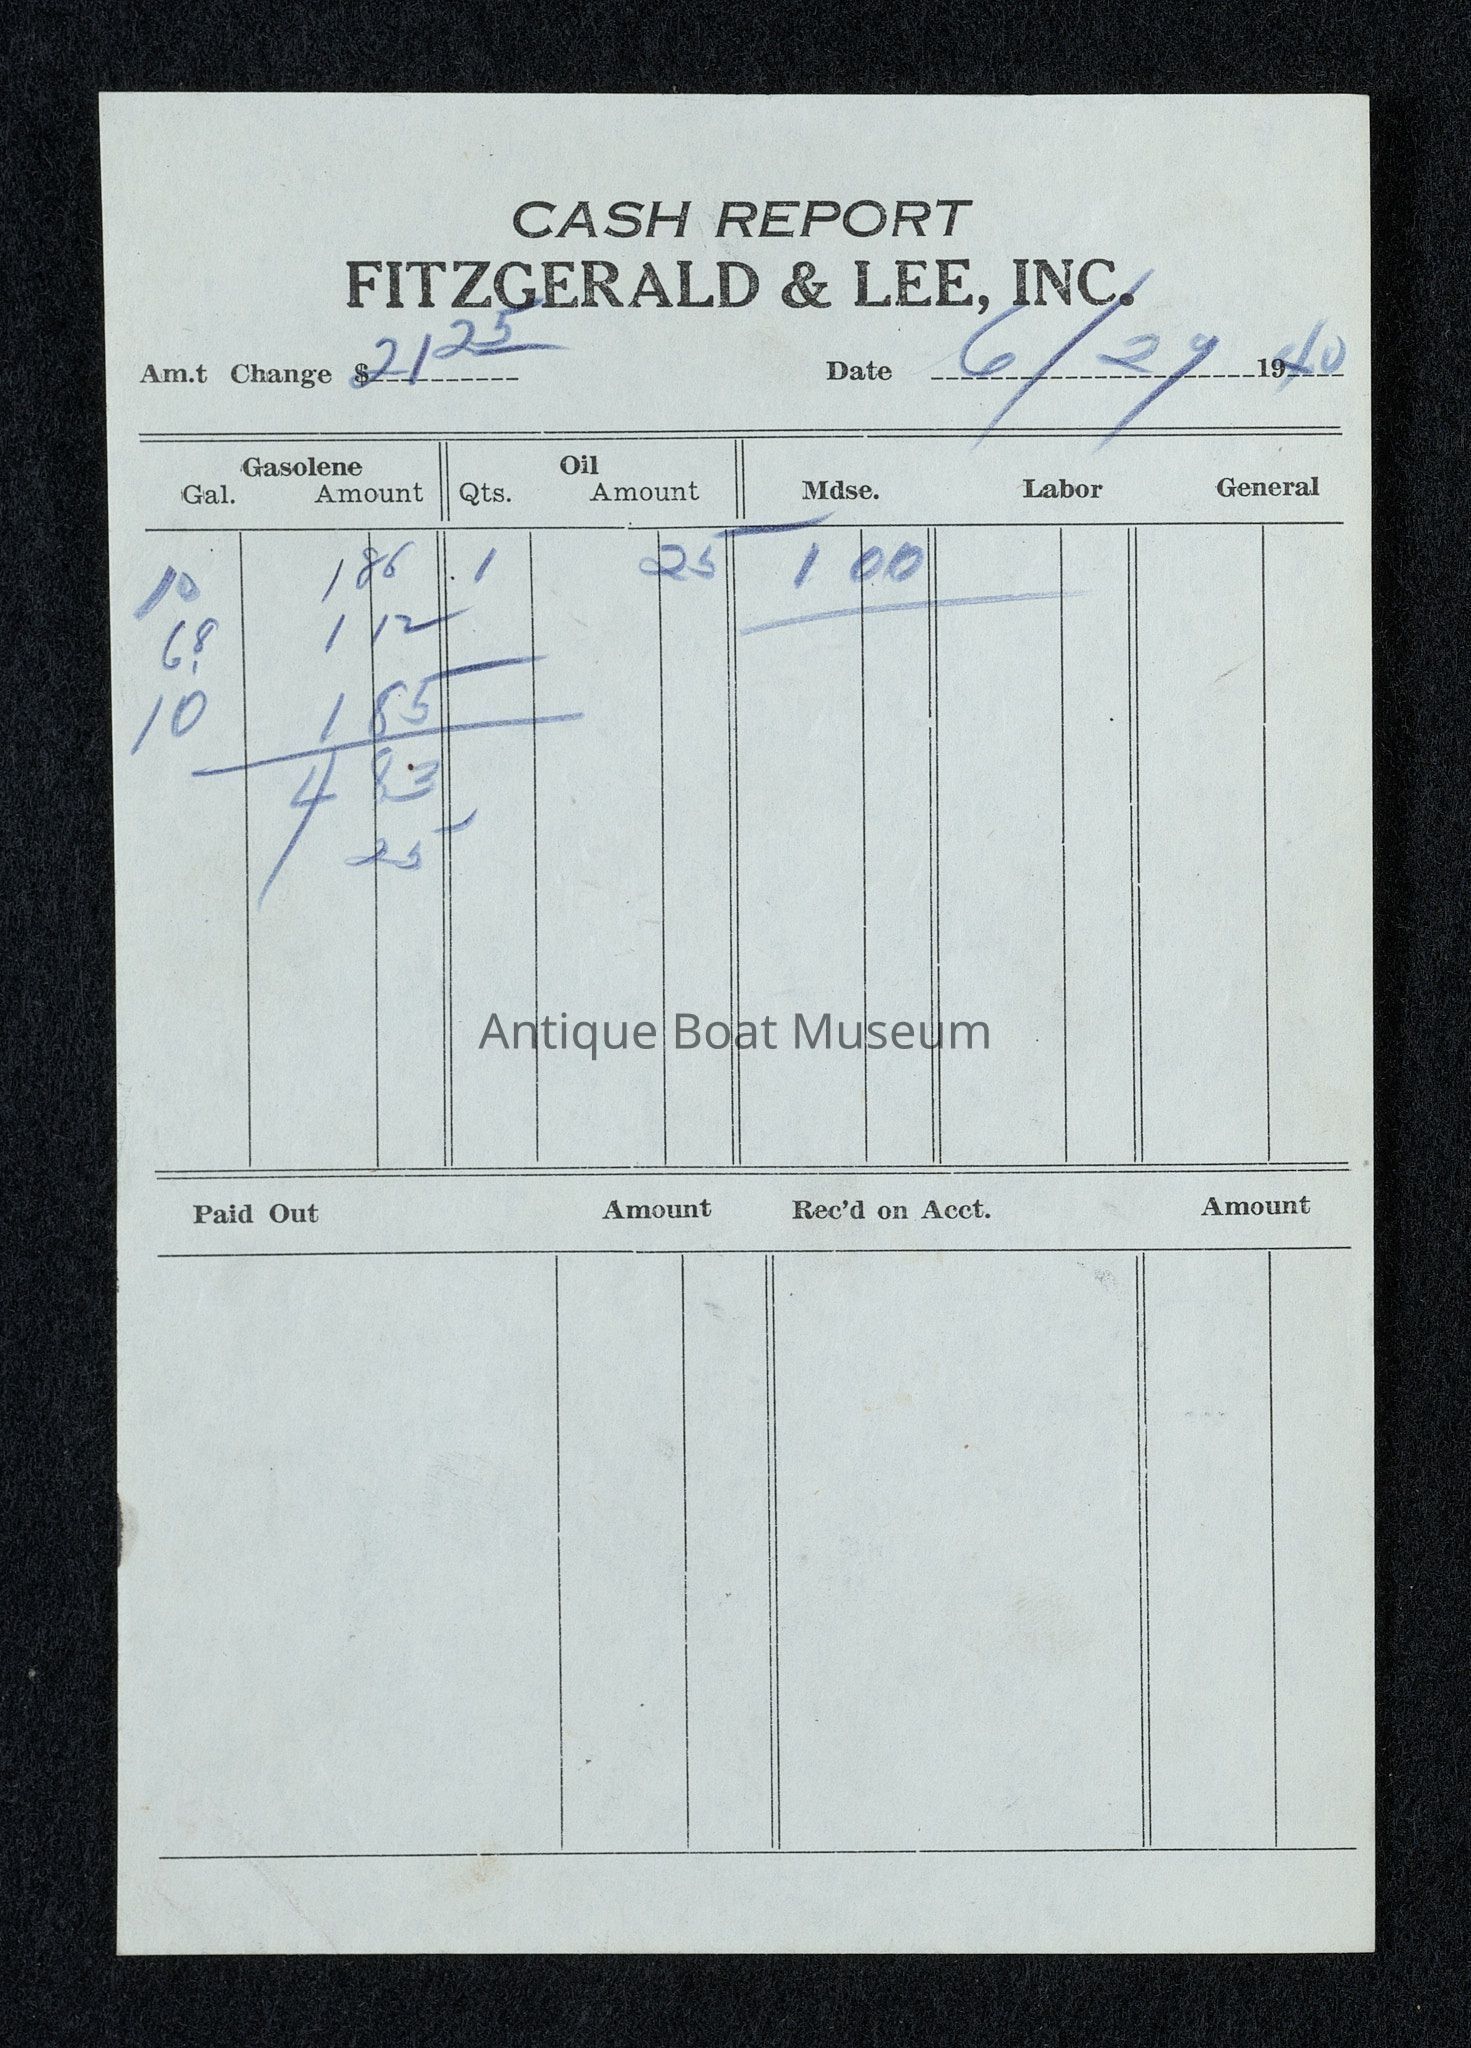 CASH REPORT
FITZGERALD & LEE, INC.
Am.t Change $ 21 25 Date 6/29 1940
Gasolene Oil
Gal. Amount Qts. Amount Mdse. Labor General
10 1 86 1 25 1 00
6.8 1 12
10 1 85
4 83
25
Antique Boat Museum
Paid Out Amount Rec'd on Acct. Amount